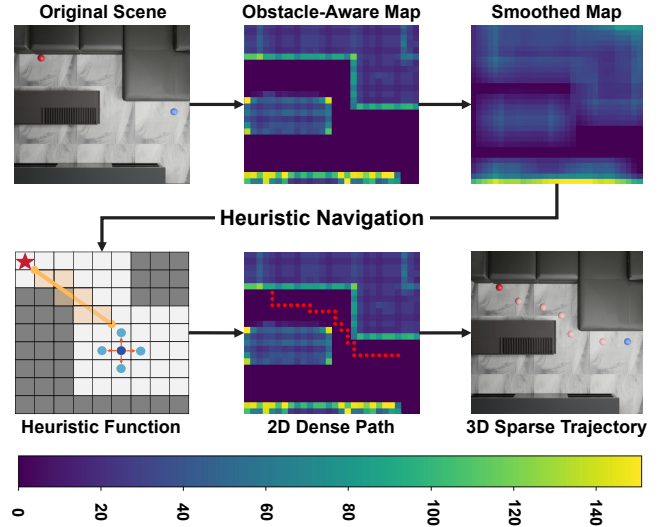 Original Scene
Obstacle-Aware Map
Smoothed Map
Heuristic Navigation
Heuristic Function
2D Dense Path
3D Sparse Trajectory
0
20
40
60
80
100
120
140